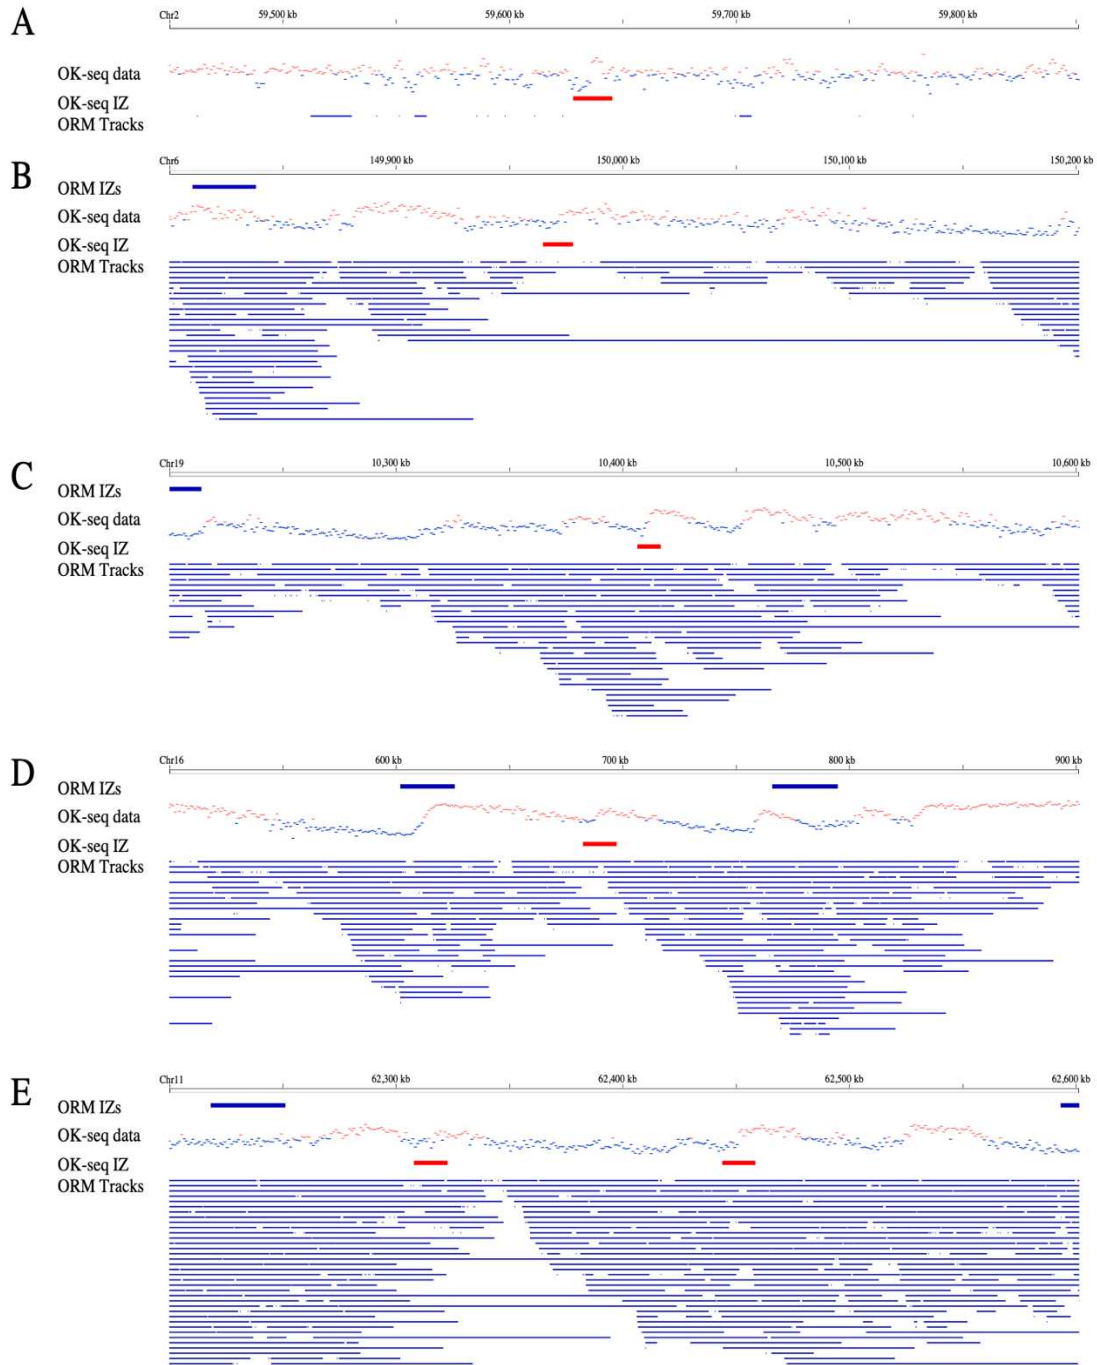 A
Chr2 59,500 kb 59,600 kb 59,700 kb 59,800 kb
OK-seq data
OK-seq IZ
ORM Tracks
B
Chr6 149,900 kb 150,000 kb 150,100 kb 150,200 kb
ORM IZs
OK-seq data
OK-seq IZ
ORM Tracks
C
Chr19 10,300 kb 10,400 kb 10,500 kb 10,600 kb
ORM IZs
OK-seq data
OK-seq IZ
ORM Tracks
D
Chr16 600 kb 700 kb 800 kb 900 kb
ORM IZs
OK-seq data
OK-seq IZ
ORM Tracks
E
Chr11 62,300 kb 62,400 kb 62,500 kb 62,600 kb
ORM IZs
OK-seq data
OK-seq IZ
ORM Tracks